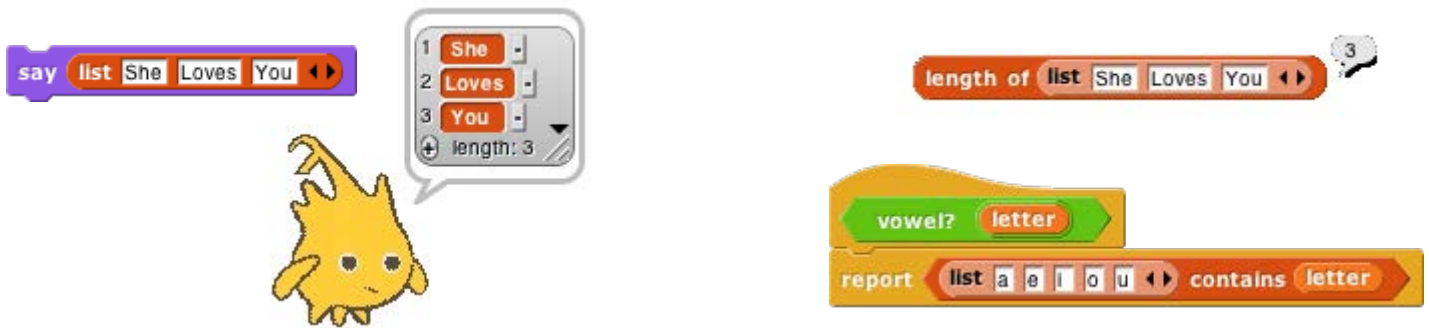 say list She Loves You
1 She -
2 Loves -
3 You -
+ length: 3
length of list She Loves You
3
vowel? letter
report list a e i o u contains letter